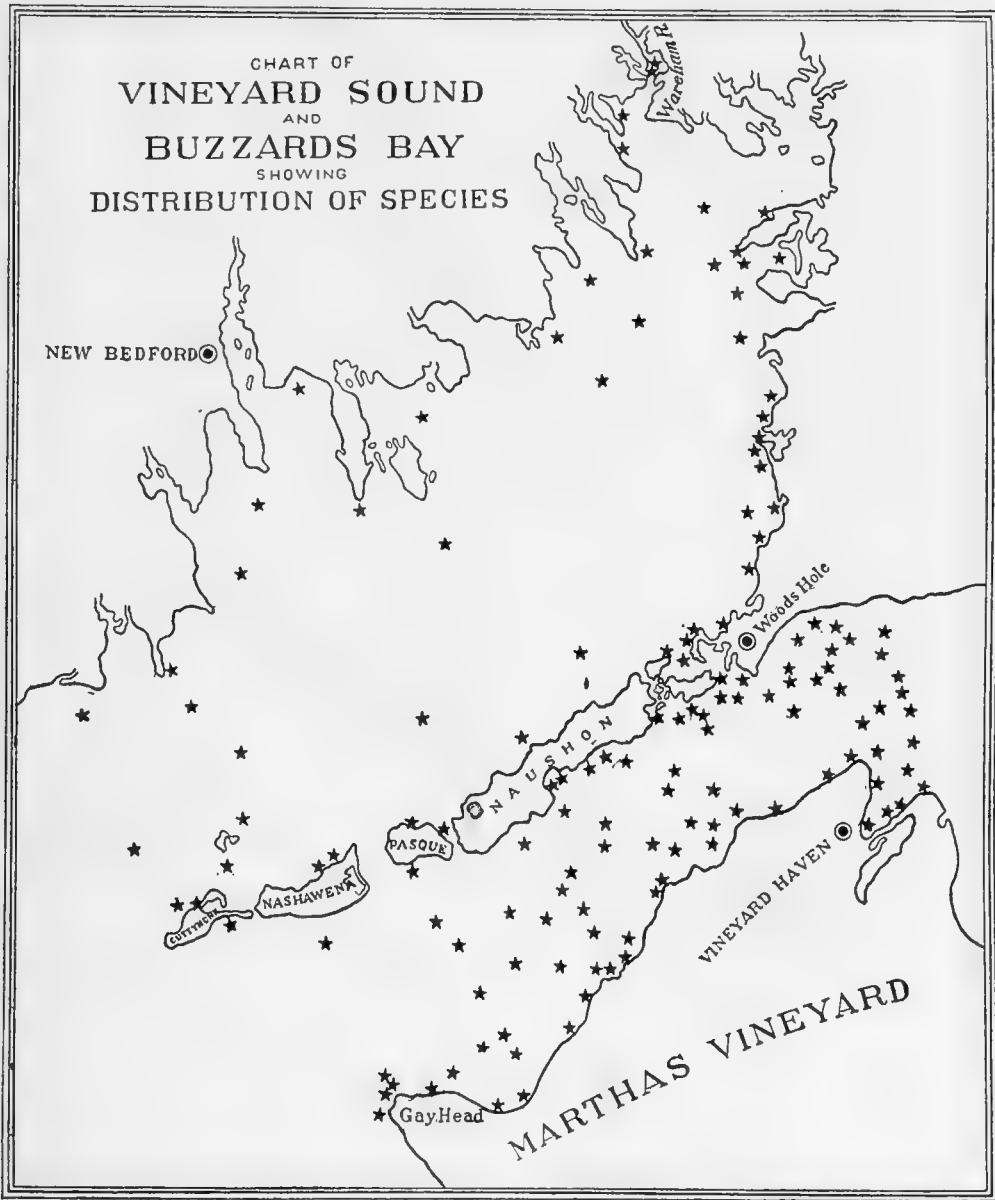 CHART OF
VINEYARD SOUND
AND
BUZZARDS BAY
SHOWING
DISTRIBUTION OF SPECIES
Wareham R.
NEW BEDFORD
Woods Hole
NAUSHON
PASQUE
NASHAWENA
CUTTYHUNK
VINEYARD HAVEN
MARTHAS VINEYARD
Gay Head